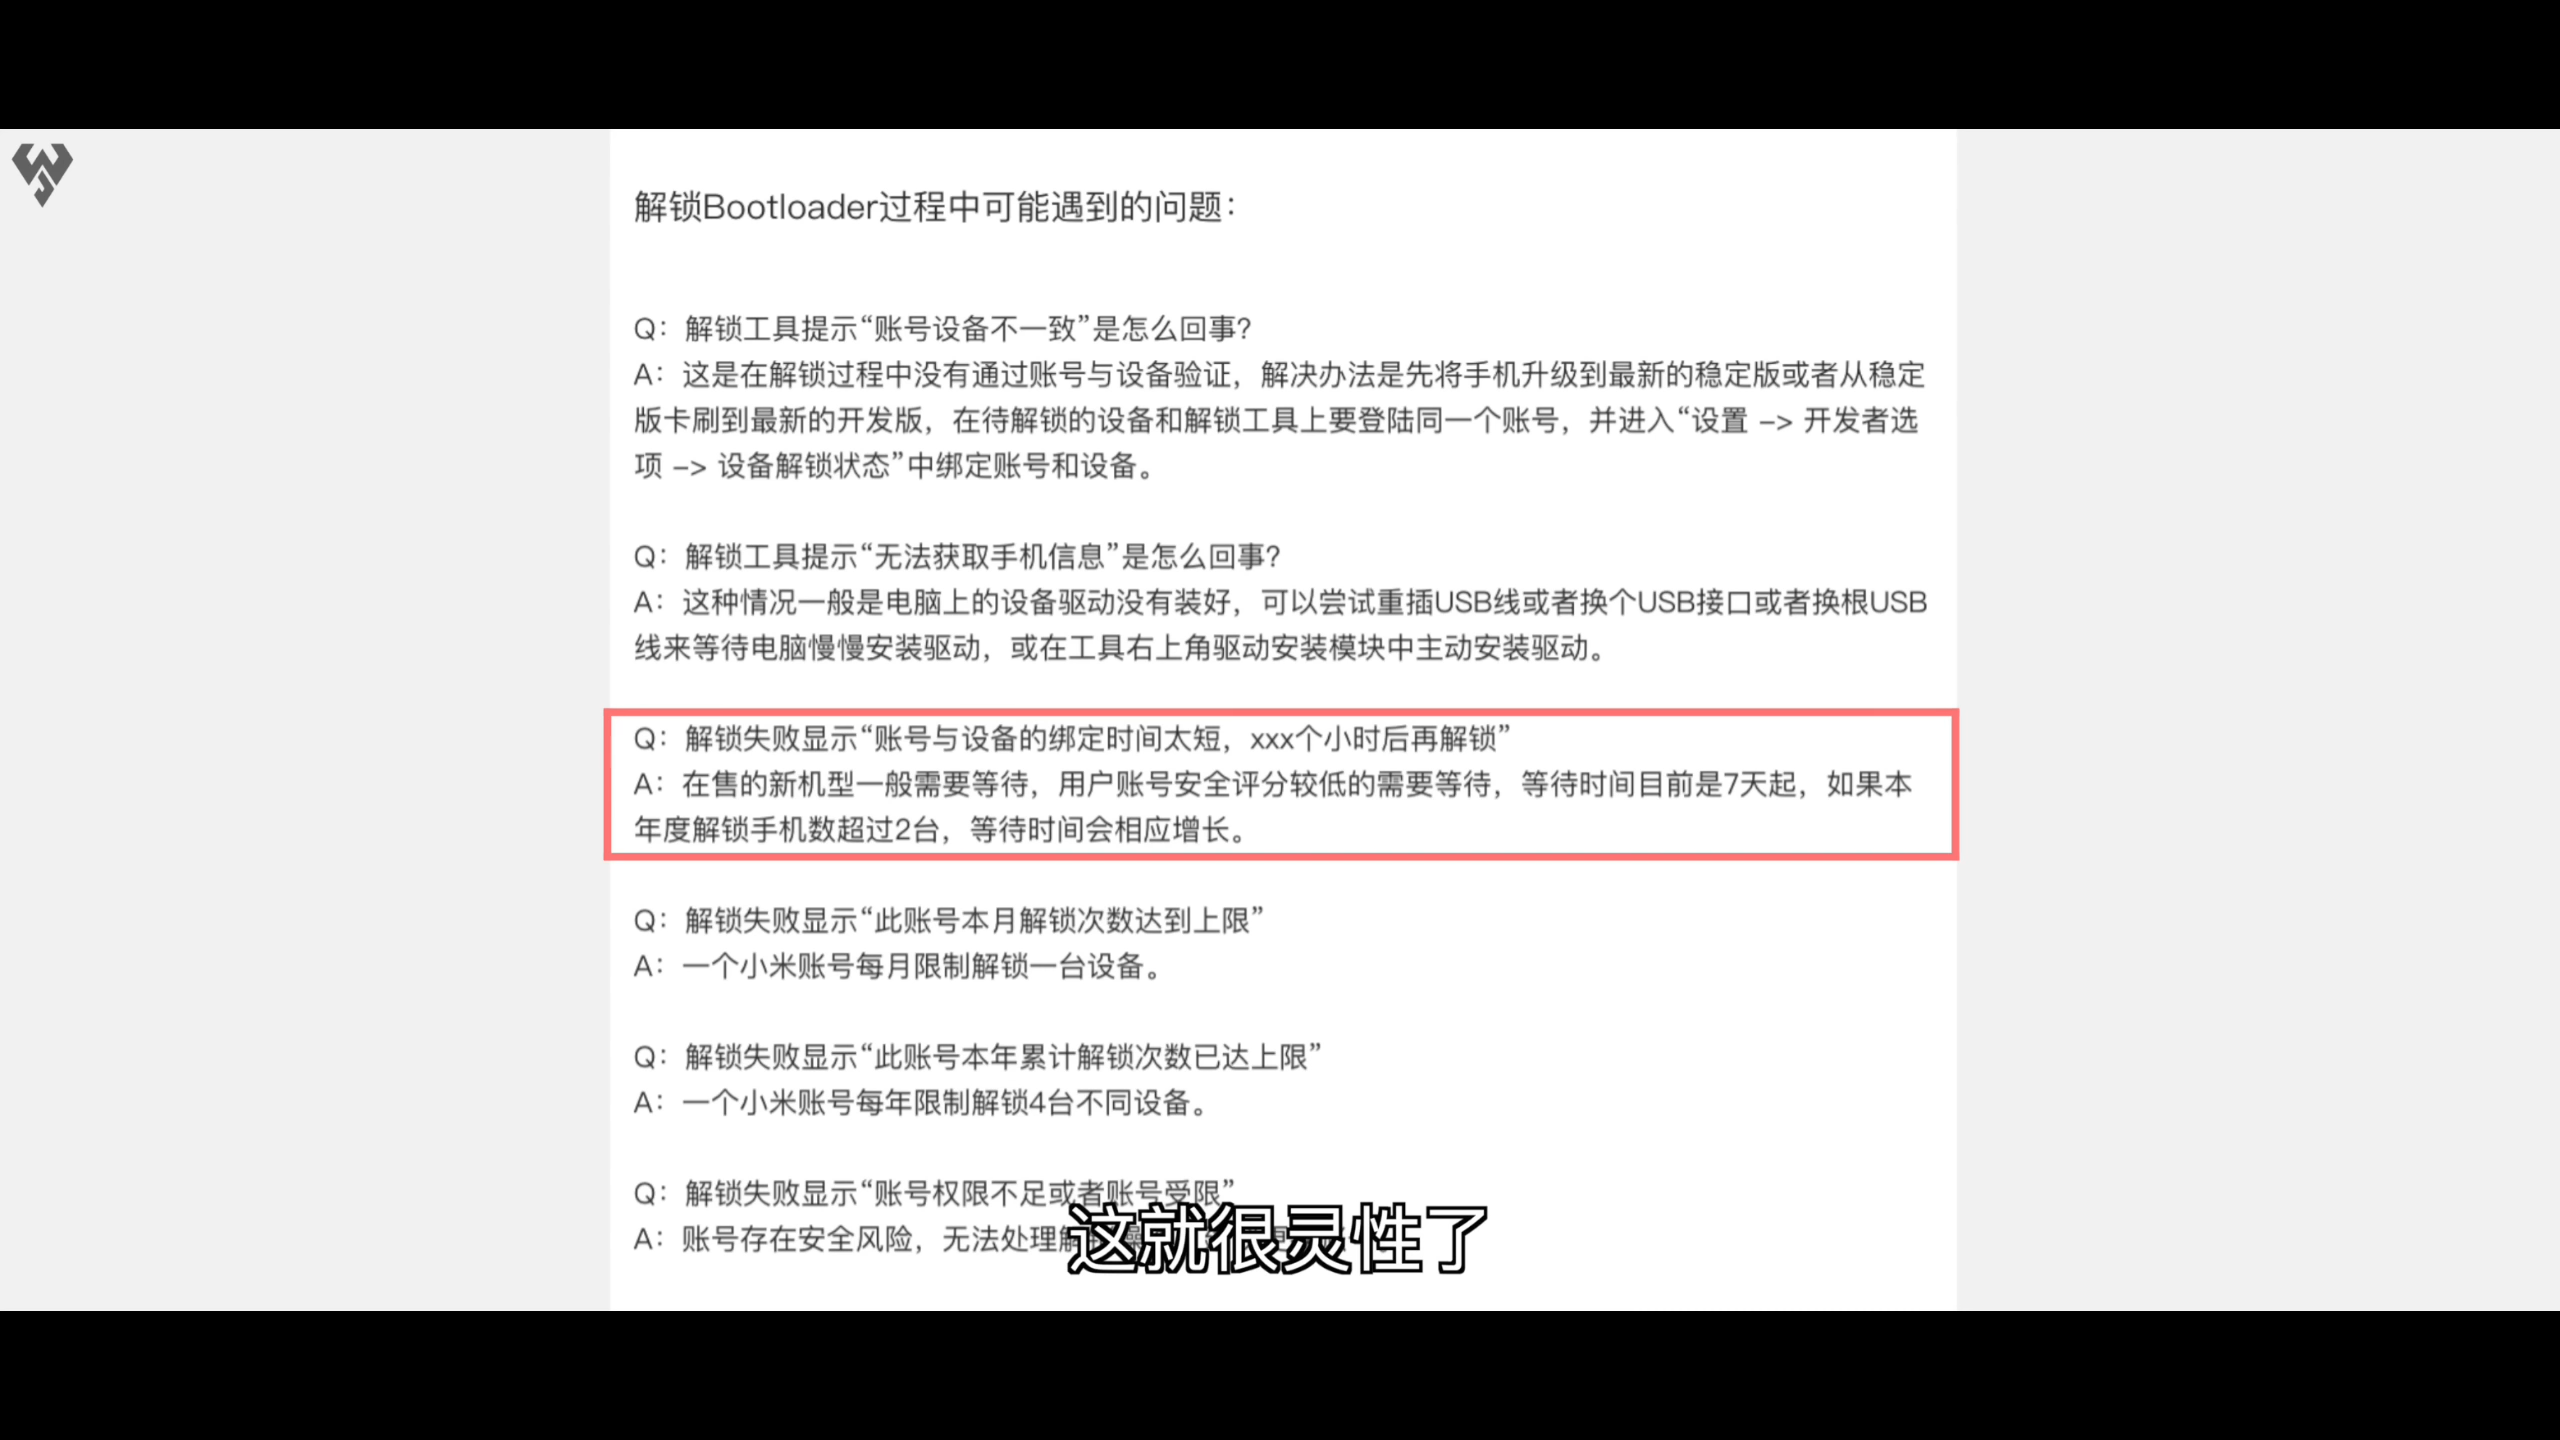 解锁Bootloader过程中可能遇到的问题：
Q：解锁工具提示“账号设备不一致”是怎么回事？
A：这是在解锁过程中没有通过账号与设备验证，解决办法是先将手机升级到最新的稳定版或者从稳定
版卡刷到最新的开发版，在待解锁的设备和解锁工具上要登陆同一个账号，并进入“设置 –> 开发者选
项 –> 设备解锁状态”中绑定账号和设备。
Q：解锁工具提示“无法获取手机信息”是怎么回事？
A：这种情况一般是电脑上的设备驱动没有装好，可以尝试重插USB线或者换个USB接口或者换根USB
线来等待电脑慢慢安装驱动，或在工具右上角驱动安装模块中主动安装驱动。
Q：解锁失败显示“账号与设备的绑定时间太短，xxx个小时后再解锁”
A：在售的新机型一般需要等待，用户账号安全评分较低的需要等待，等待时间目前是7天起，如果本
年度解锁手机数超过2台，等待时间会相应增长。
Q：解锁失败显示“此账号本月解锁次数达到上限”
A：一个小米账号每月限制解锁一台设备。
Q：解锁失败显示“此账号本年累计解锁次数已达上限”
A：一个小米账号每年限制解锁4台不同设备。
Q：解锁失败显示“账号权限不足或者账号受限”
A：账号存在安全风险，无法处理解
这就很灵性了